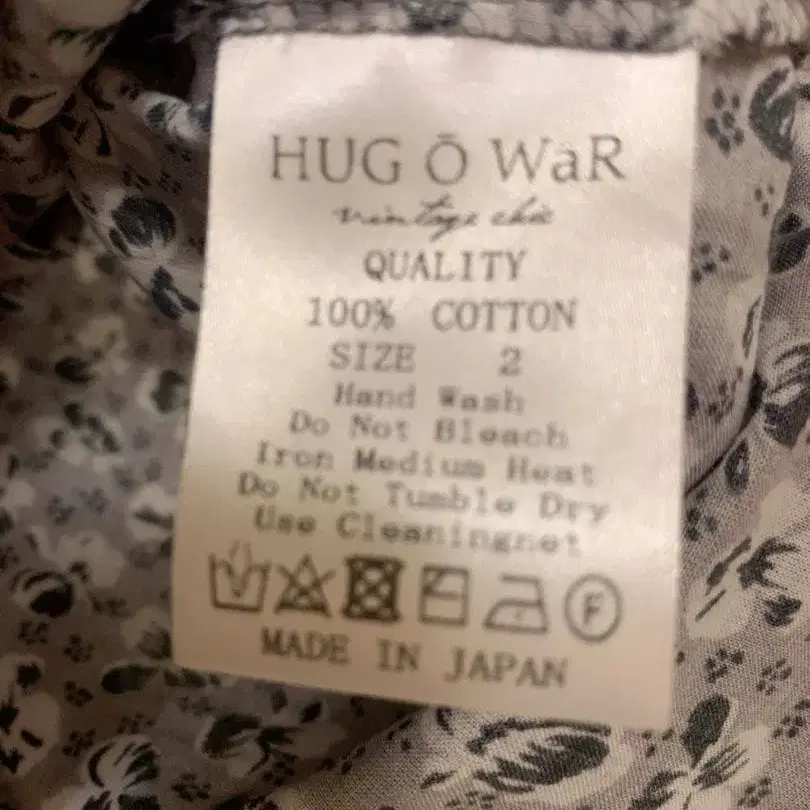 HUG Ō WaR
vintage chic
QUALITY
100% COTTON
SIZE 2
Hand Wash
Do Not Bleach
Iron Medium Heat
Do Not Tumble Dry
Use Cleaningnet
F
MADE IN JAPAN